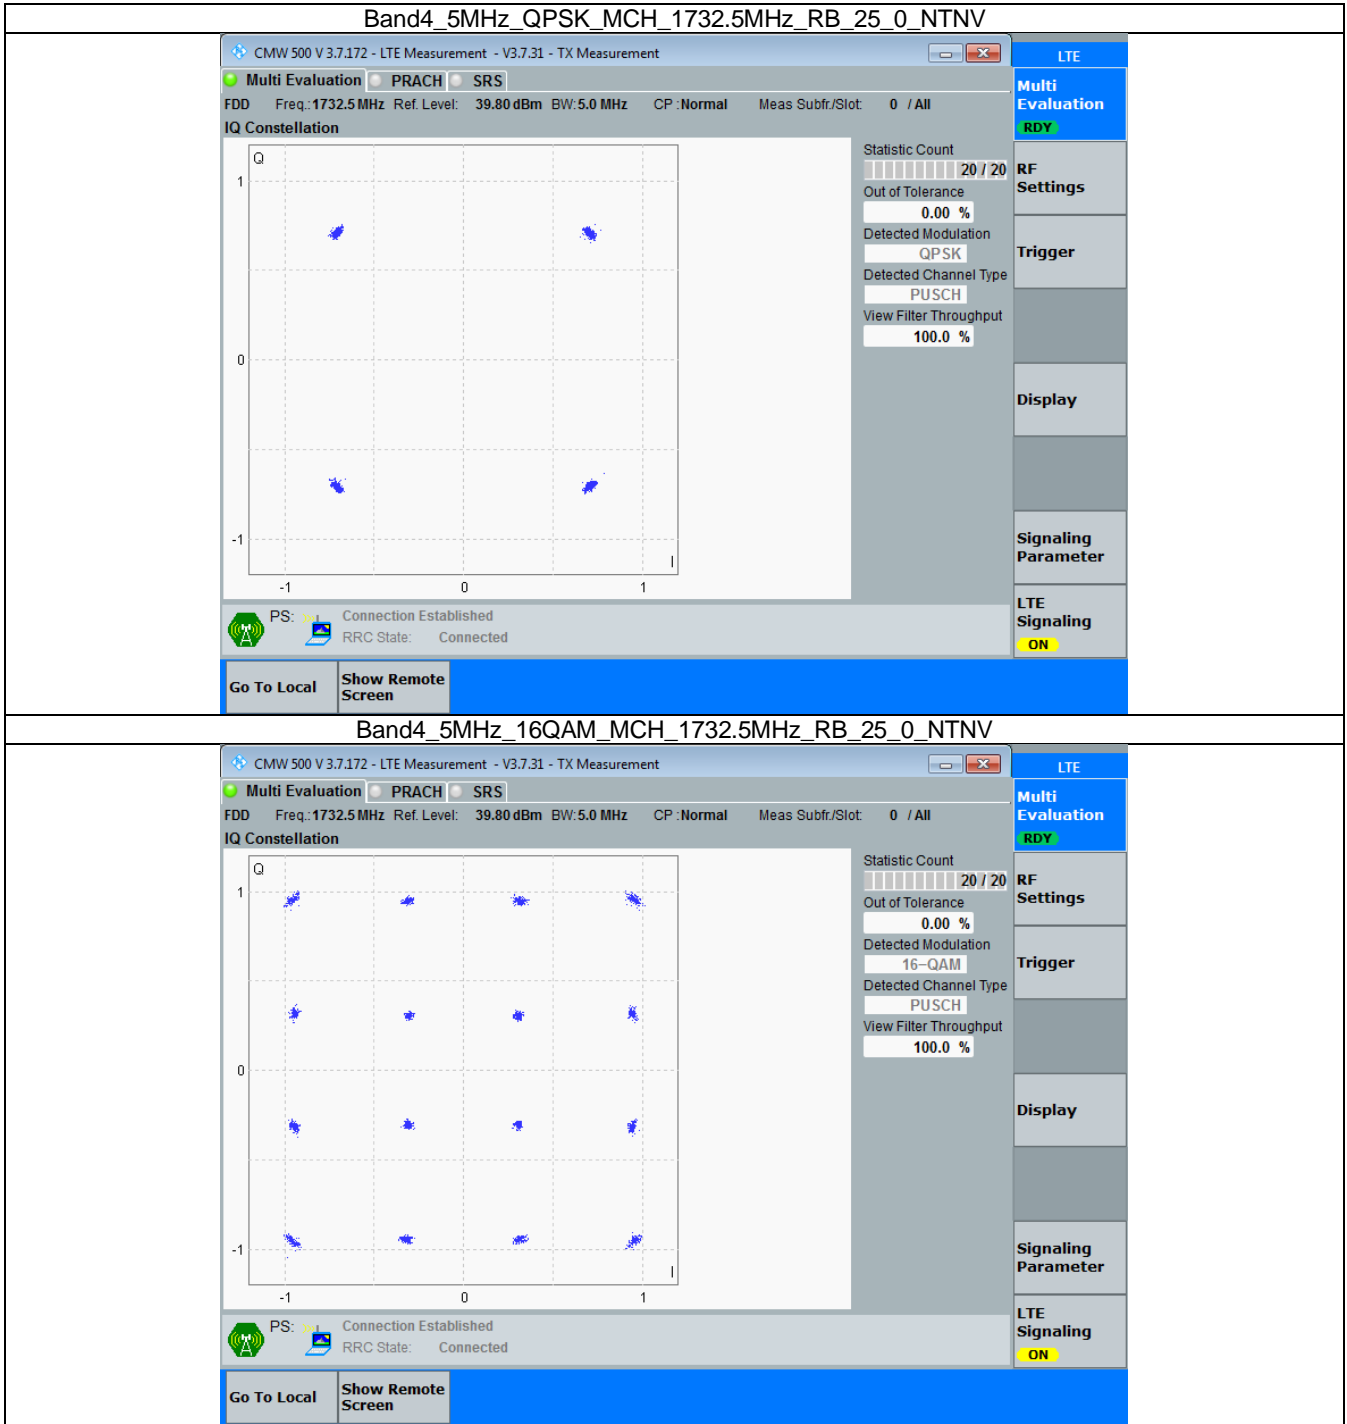 Band4_5MHz_QPSK_MCH_1732.5MHz_RB_25_0_NTNV
CMW 500 V 3.7.172 - LTE Measurement - V3.7.31 - TX Measurement
LTE
Multi Evaluation PRACH SRS
FDD Freq.: 1732.5 MHz Ref. Level: 39.80 dBm BW: 5.0 MHz CP : Normal Meas Subfr./Slot: 0 / All
IQ Constellation
Q
1
0
-1
I
-1 0 1
Statistic Count
20 / 20
Out of Tolerance
0.00 %
Detected Modulation
QPSK
Detected Channel Type
PUSCH
View Filter Throughput
100.0 %
Multi
Evaluation
RDY
RF
Settings
Trigger
Display
Signaling
Parameter
LTE
Signaling
ON
PS: Connection Established
RRC State: Connected
Go To Local
Show Remote
Screen
Band4_5MHz_16QAM_MCH_1732.5MHz_RB_25_0_NTNV
CMW 500 V 3.7.172 - LTE Measurement - V3.7.31 - TX Measurement
LTE
Multi Evaluation PRACH SRS
FDD Freq.: 1732.5 MHz Ref. Level: 39.80 dBm BW: 5.0 MHz CP : Normal Meas Subfr./Slot: 0 / All
IQ Constellation
Q
1
0
-1
I
-1 0 1
Statistic Count
20 / 20
Out of Tolerance
0.00 %
Detected Modulation
16-QAM
Detected Channel Type
PUSCH
View Filter Throughput
100.0 %
Multi
Evaluation
RDY
RF
Settings
Trigger
Display
Signaling
Parameter
LTE
Signaling
ON
PS: Connection Established
RRC State: Connected
Go To Local
Show Remote
Screen